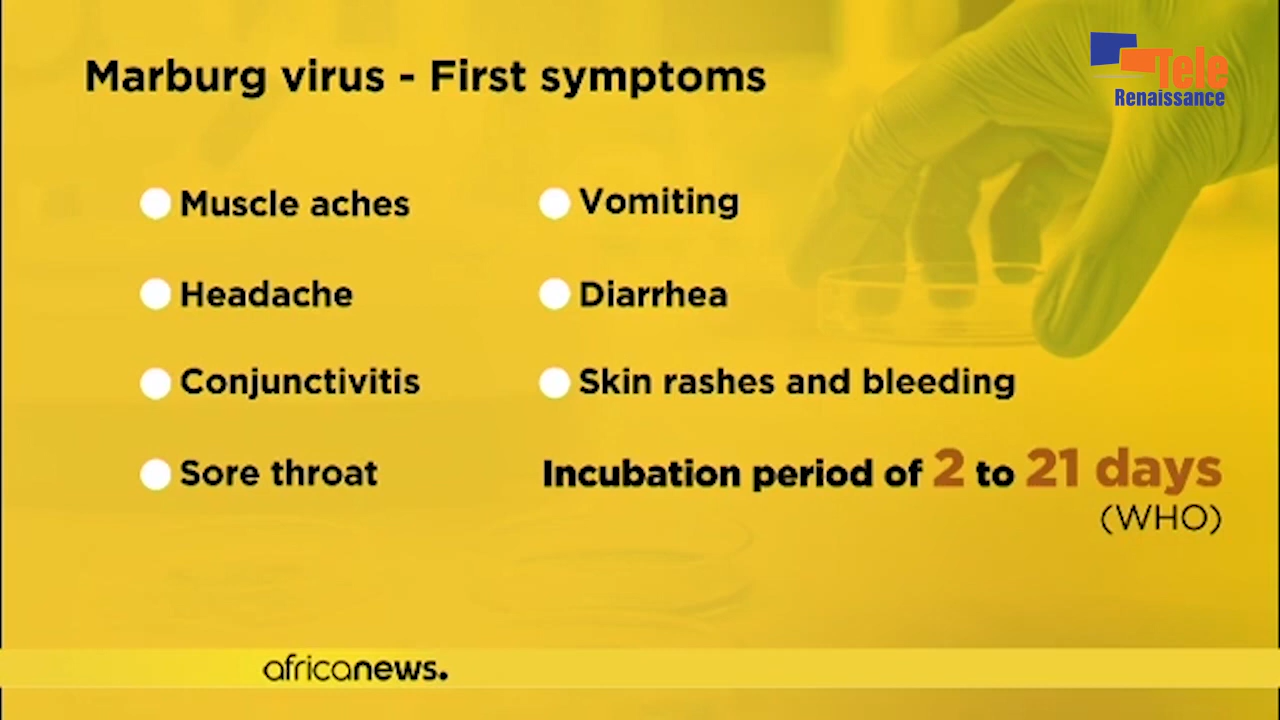 Marburg virus - First symptoms
Tele
Renaissance
Muscle aches
Headache
Conjunctivitis
Sore throat
Vomiting
Diarrhea
Skin rashes and bleeding
Incubation period of 2 to 21 days
(WHO)
africanews.